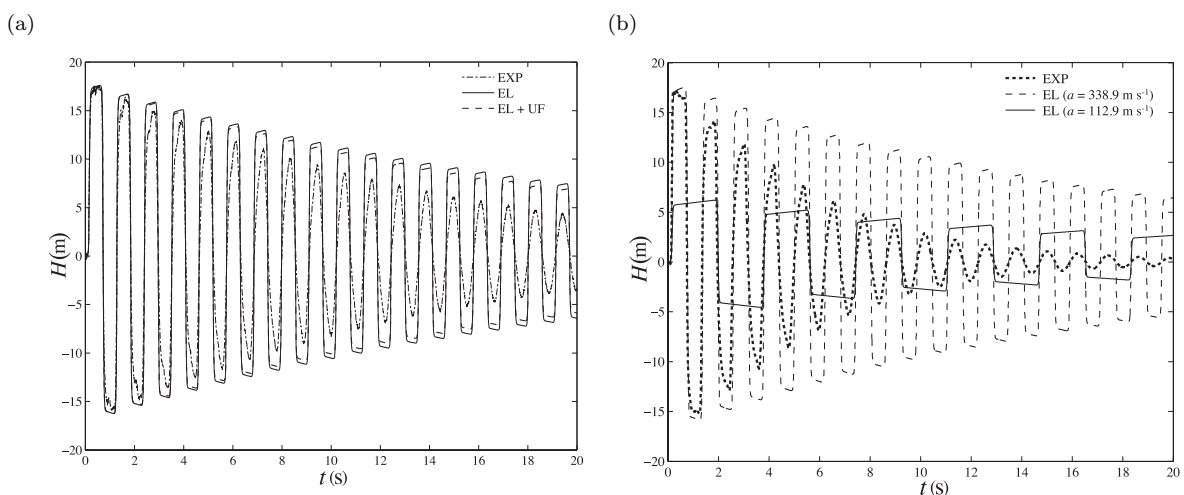 (a)
20
15
10
5
0
−5
−10
−15
−20
H(m)
0 2 4 6 8 10 12 14 16 18 20
t (s)
EXP
EL
EL + UF
(b)
20
15
10
5
0
−5
−10
−15
−20
H(m)
0 2 4 6 8 10 12 14 16 18 20
t (s)
EXP
EL (a = 338.9 m s⁻¹)
EL (a = 112.9 m s⁻¹)